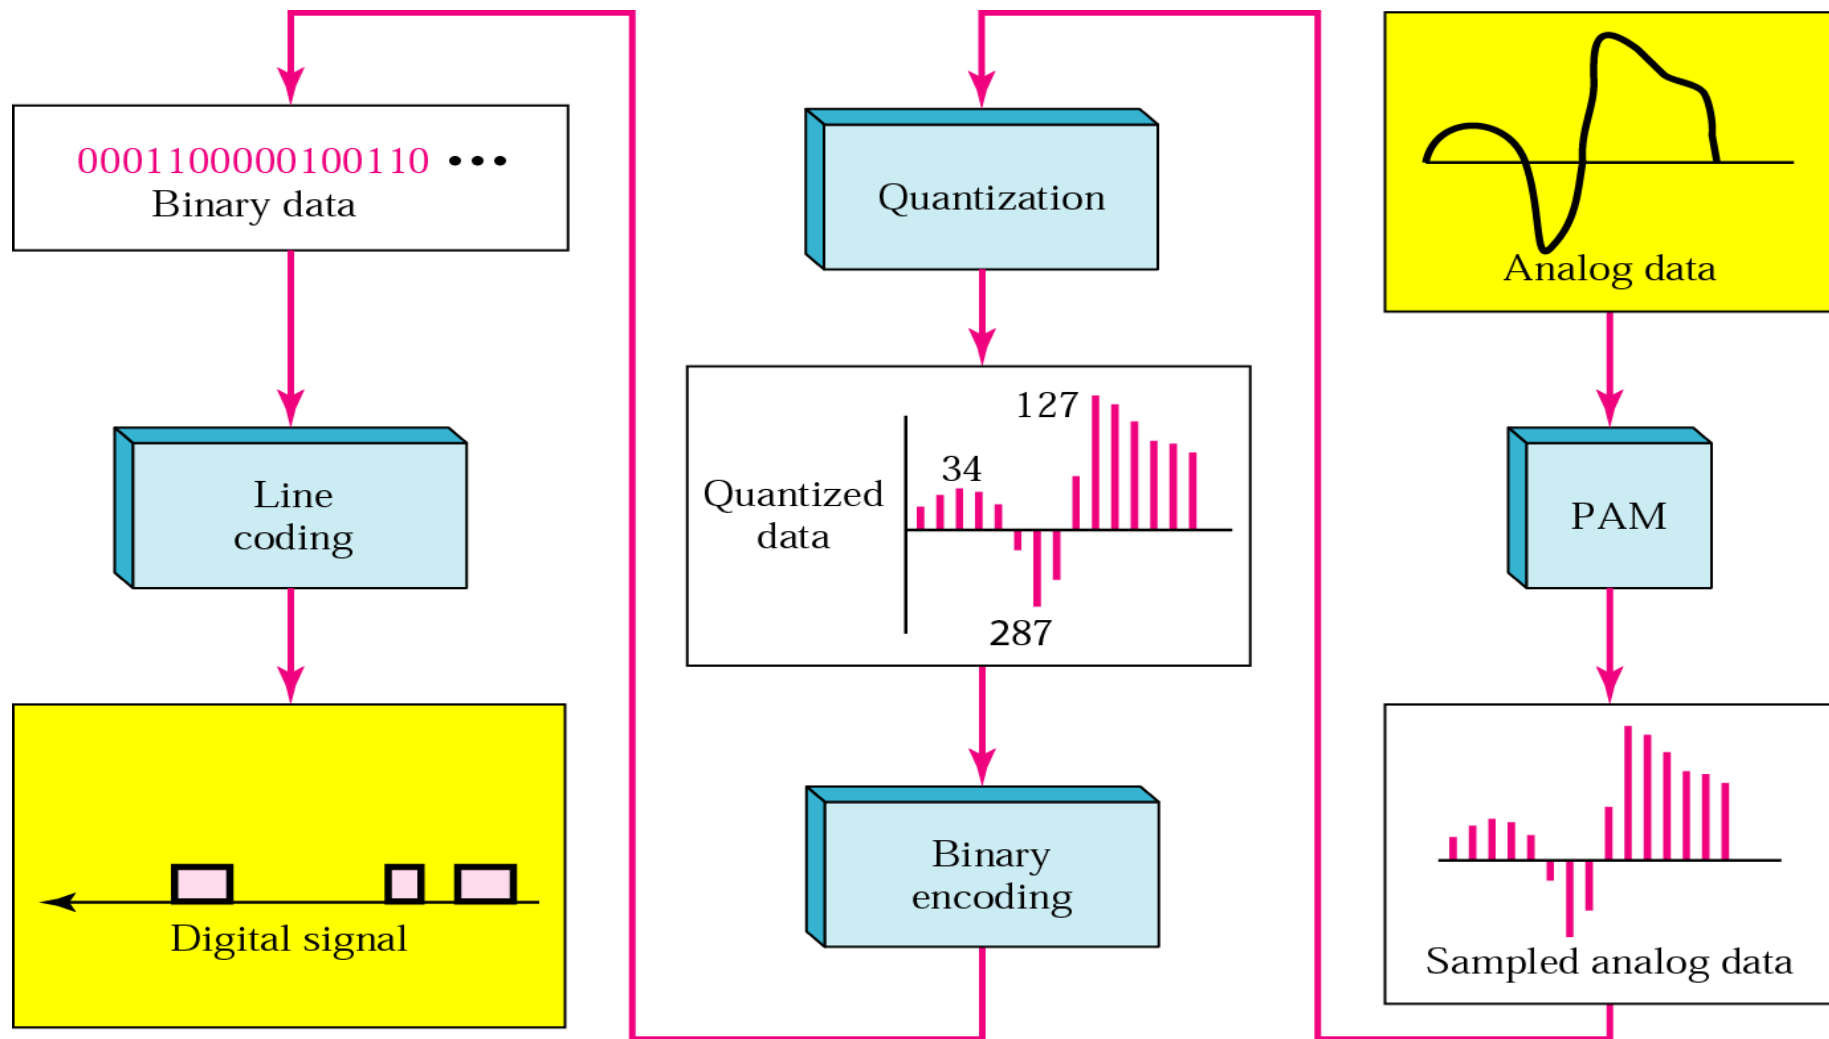 0001100000100110 •••
Binary data
Line
coding
Digital signal
Quantization
127
34
Quantized
data
287
Binary
encoding
Analog data
PAM
Sampled analog data